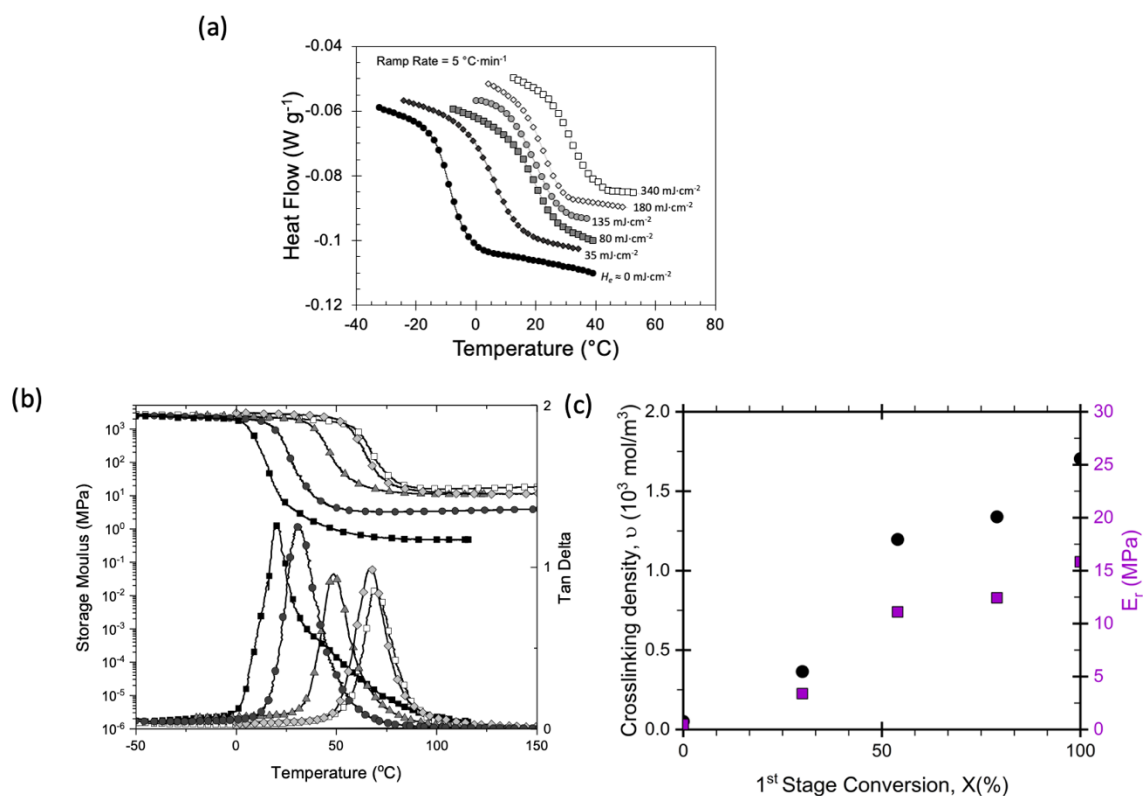 (a)
Ramp Rate = 5 °C·min⁻¹
Heat Flow (W g⁻¹)
-0.04
-0.06
-0.08
-0.1
-0.12
340 mJ·cm⁻²
180 mJ·cm⁻²
135 mJ·cm⁻²
80 mJ·cm⁻²
35 mJ·cm⁻²
Hₑ ≈ 0 mJ·cm⁻²
-40 -20 0 20 40 60 80
Temperature (°C)
(b)
Storage Moulus (MPa)
10³
10²
10¹
10⁰
10⁻¹
10⁻²
10⁻³
10⁻⁴
10⁻⁵
10⁻⁶
2
1
0
Tan Delta
-50 0 50 100 150
Temperature (ºC)
(c)
Crosslinking density, υ (10³ mol/m³)
2.0
1.5
1.0
0.5
0.0
30
25
20
15
10
5
0
Eᵣ (MPa)
0 50 100
1ˢᵗ Stage Conversion, X(%)